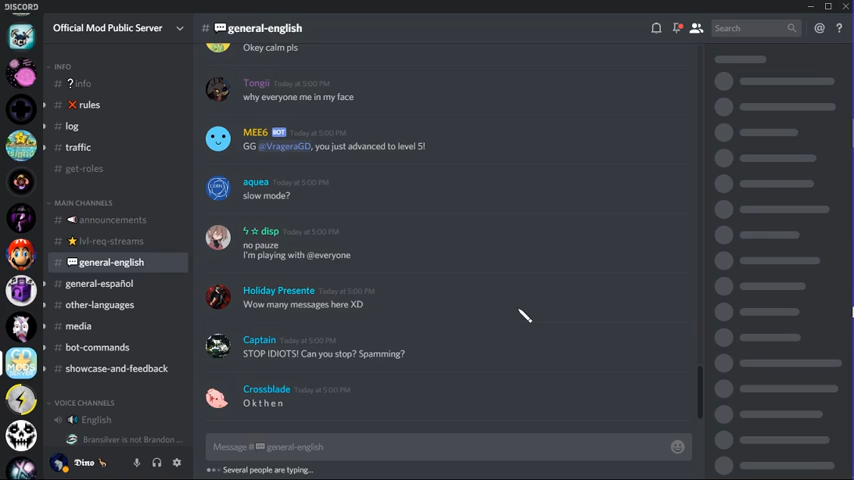 DISCORD
Official Mod Public Server
# 💬general-english
Search
INFO
# ❔info
# ❌ rules
# log
# traffic
# get-roles
MAIN CHANNELS
# 📢announcements
# ⭐lvl-req-streams
# 💬general-english
# general-español
# other-languages
# media
# bot-commands
# showcase-and-feedback
VOICE CHANNELS
🔊 English
Bransilver is not Brandon ...
Dino 🦕
Okey calm pls
Tongii Today at 5:00 PM
why everyone me in my face
MEE6 BOT Today at 5:00 PM
GG @VrageraGD, you just advanced to level 5!
aquea Today at 5:00 PM
slow mode?
ϟ ☆ disp Today at 5:00 PM
no pauze
I'm playing with @everyone
Holiday Presente Today at 5:00 PM
Wow many messages here XD
Captain Today at 5:00 PM
STOP IDIOTS! Can you stop? Spamming?
Crossblade Today at 5:00 PM
O k t h e n
Message # 💬 general-english
Several people are typing...